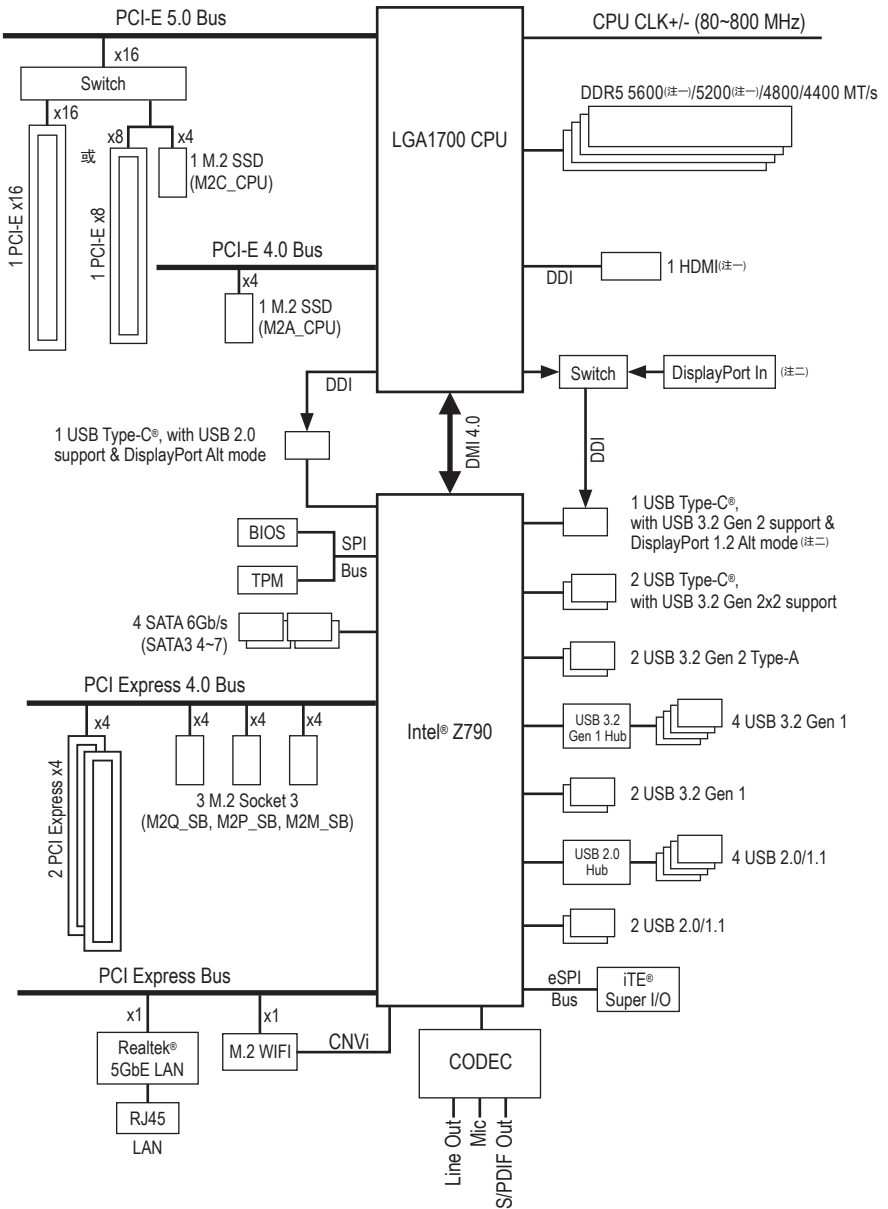 PCI-E 5.0 Bus
CPU CLK+/- (80~800 MHz)
x16
Switch
x16
x8
x4
或
1 M.2 SSD
(M2C_CPU)
1 PCI-E x16
1 PCI-E x8
LGA1700 CPU
DDR5 5600(注一)/5200(注一)/4800/4400 MT/s
PCI-E 4.0 Bus
x4
1 M.2 SSD
(M2A_CPU)
DDI
1 HDMI(注一)
DDI
Switch
DisplayPort In
(注二)
DMI 4.0
DDI
1 USB Type-C®, with USB 2.0
support & DisplayPort Alt mode
1 USB Type-C®,
with USB 3.2 Gen 2 support &
DisplayPort 1.2 Alt mode(注二)
BIOS
TPM
SPI
Bus
2 USB Type-C®,
with USB 3.2 Gen 2x2 support
4 SATA 6Gb/s
(SATA3 4~7)
2 USB 3.2 Gen 2 Type-A
PCI Express 4.0 Bus
x4
x4
x4
x4
2 PCI Express x4
3 M.2 Socket 3
(M2Q_SB, M2P_SB, M2M_SB)
Intel® Z790
USB 3.2
Gen 1 Hub
4 USB 3.2 Gen 1
2 USB 3.2 Gen 1
USB 2.0
Hub
4 USB 2.0/1.1
2 USB 2.0/1.1
PCI Express Bus
eSPI
Bus
iTE®
Super I/O
x1
x1
Realtek®
5GbE LAN
M.2 WIFI
CNVi
CODEC
RJ45
LAN
Line Out
Mic
S/PDIF Out